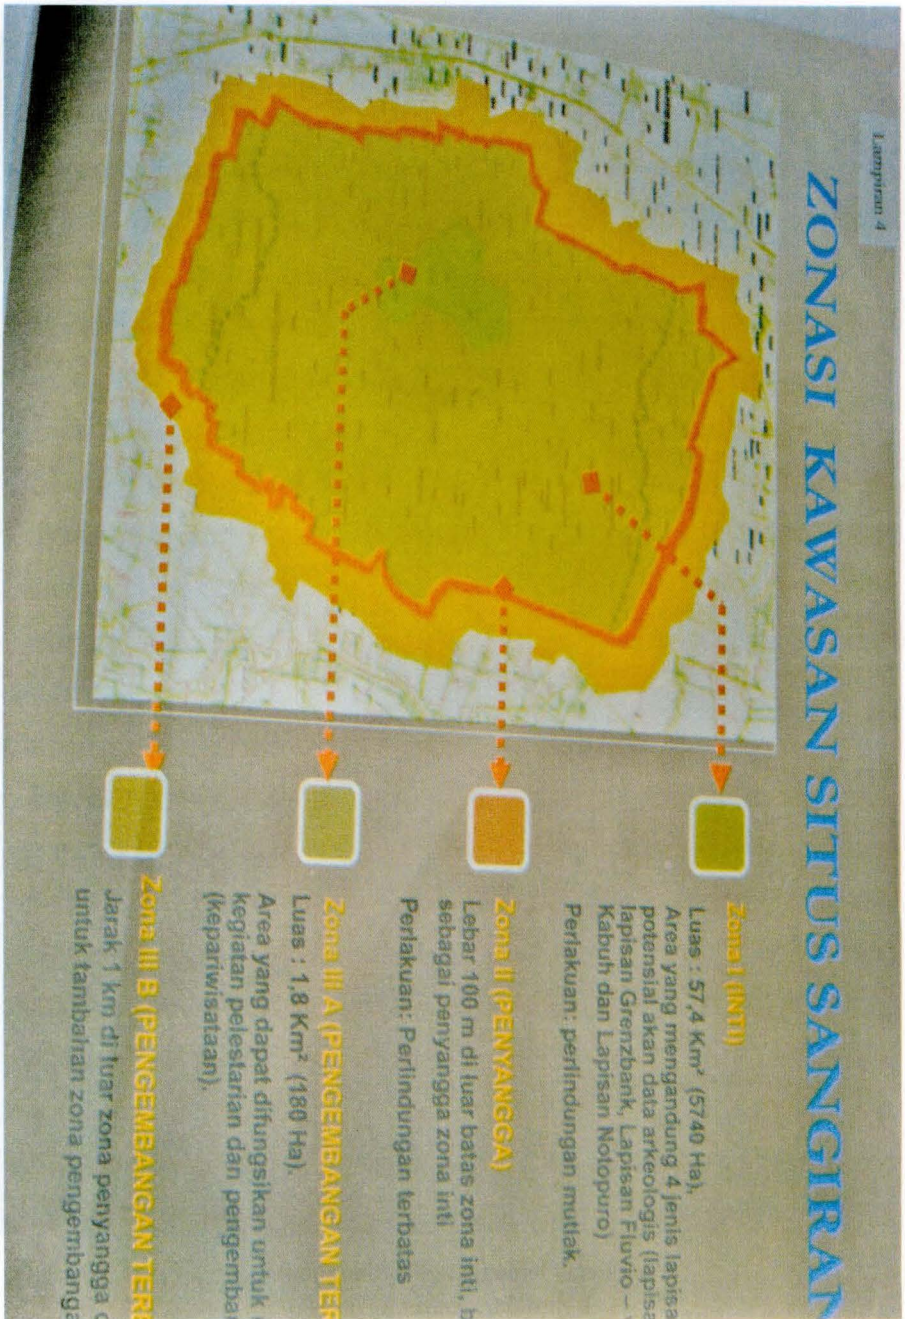 Lampiran 4
ZONASI KAWASAN SITUS SANGIRAN
Zona I (INTI)
Luas : 57,4 Km² (5740 Ha),
Area yang mengandung 4 jenis lapisa
potensial akan data arkeologis (lapisa
lapisan Grenzbank, Lapisan Fluvio –
Kabuh dan Lapisan Notopuro)
Perlakuan: perlindungan mutlak.
Zona II (PENYANGGA)
Lebar 100 m di luar batas zona inti, b
sebagai penyangga zona inti
Perlakuan: Perlindungan terbatas
Zona III A (PENGEMBANGAN TER
Luas : 1,8 Km² (180 Ha).
Area yang dapat difungsikan untuk
kegiatan pelestarian dan pengemba
(kepariwisataan).
Zona III B (PENGEMBANGAN TER
Jarak 1 km di luar zona penyangga
untuk tambahan zona pengembang